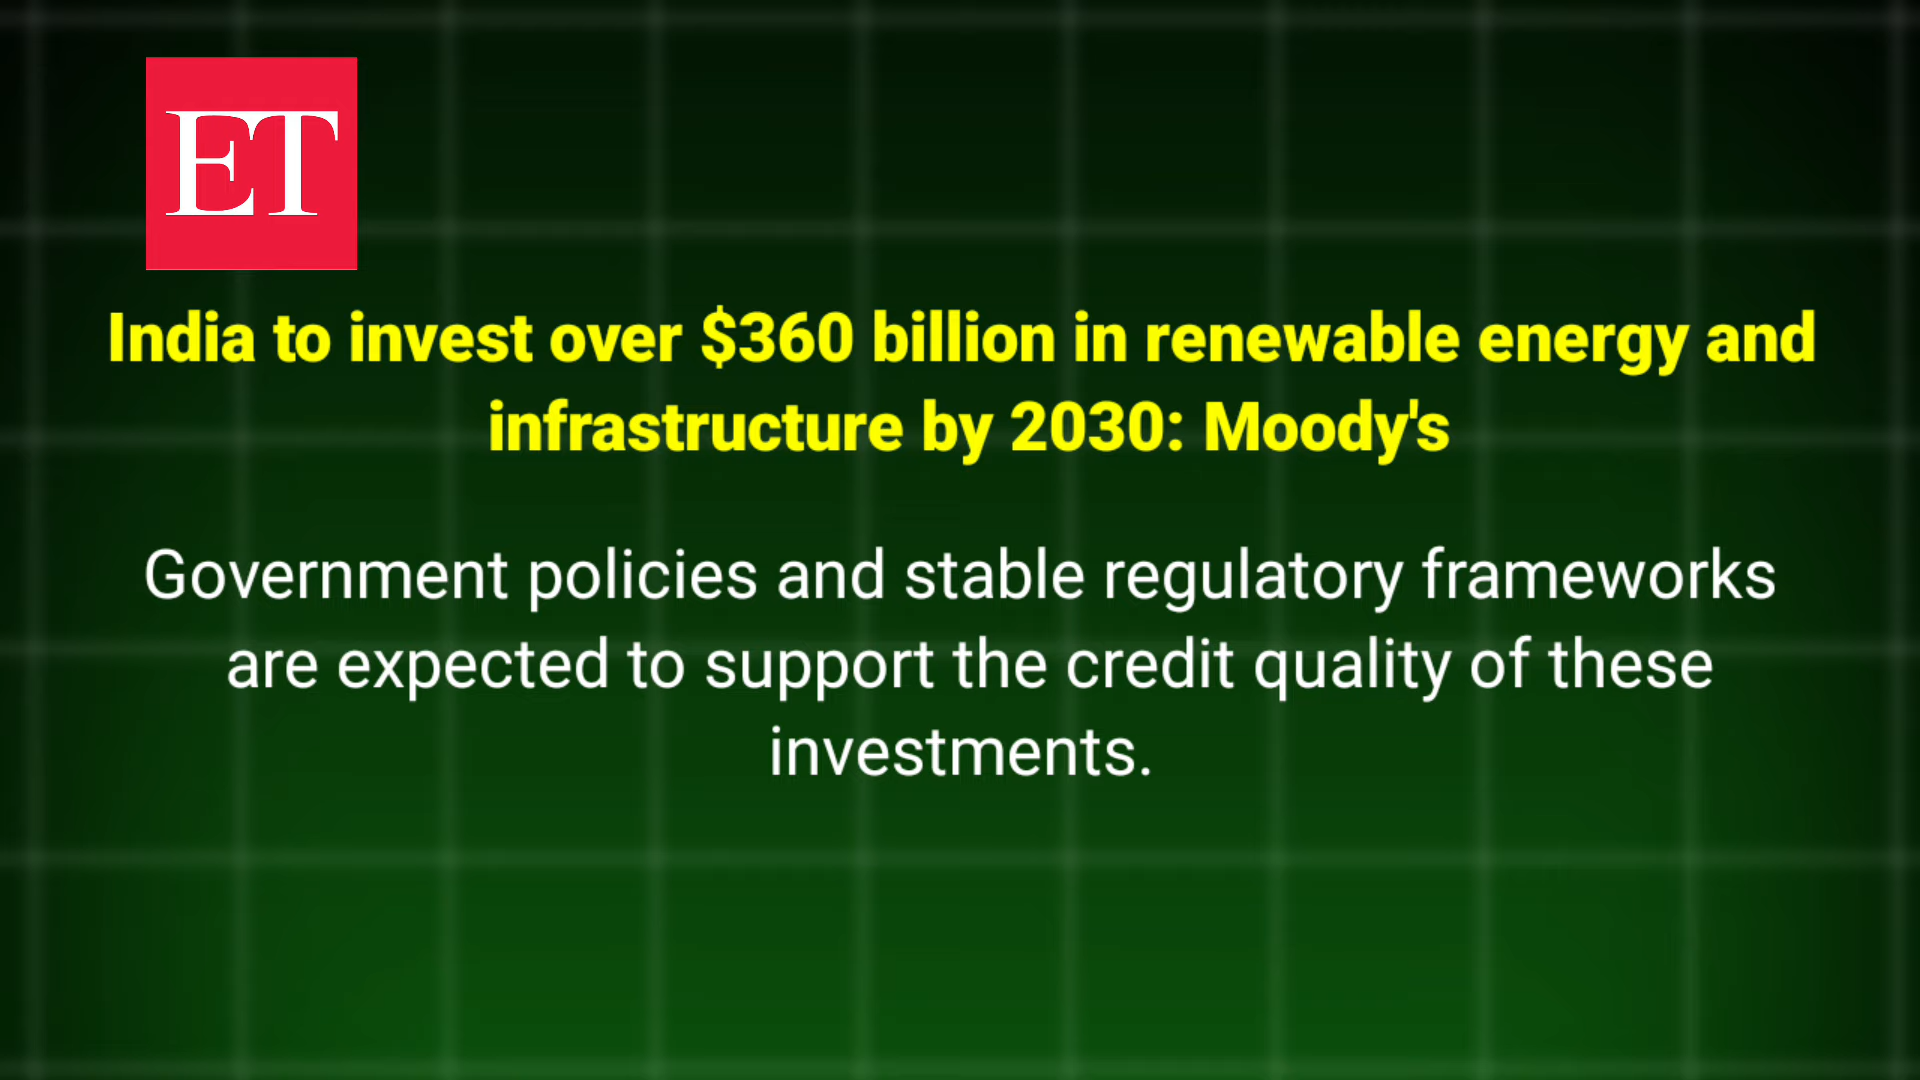 ET
India to invest over $360 billion in renewable energy and
infrastructure by 2030: Moody's
Government policies and stable regulatory frameworks
are expected to support the credit quality of these
investments.